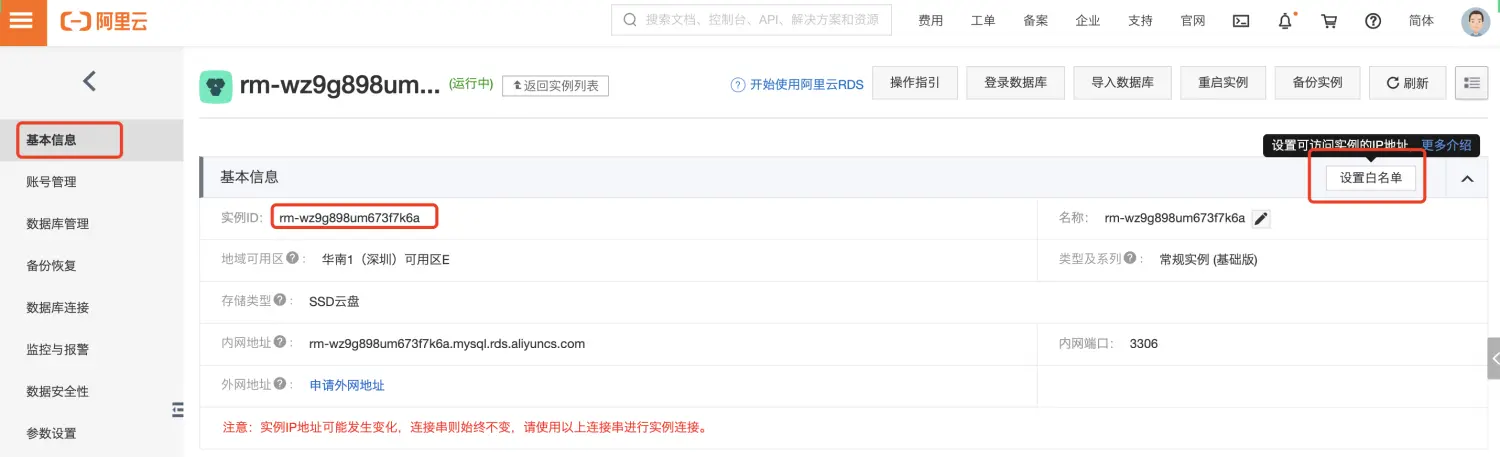 阿里云 搜索文档、控制台、API、解决方案和资源 费用 工单 备案 企业 支持 官网 简体
rm-wz9g898um... (运行中) 返回实例列表 开始使用阿里云RDS 操作指引 登录数据库 导入数据库 重启实例 备份实例 刷新
基本信息
账号管理
数据库管理
备份恢复
数据库连接
监控与报警
数据安全性
参数设置
设置可访问实例的IP地址。 更多介绍
基本信息 设置白名单
实例ID: rm-wz9g898um673f7k6a 名称: rm-wz9g898um673f7k6a
地域可用区: 华南1（深圳）可用区E 类型及系列: 常规实例 (基础版)
存储类型: SSD云盘
内网地址: rm-wz9g898um673f7k6a.mysql.rds.aliyuncs.com 内网端口: 3306
外网地址: 申请外网地址
注意：实例IP地址可能发生变化，连接串则始终不变，请使用以上连接串进行实例连接。